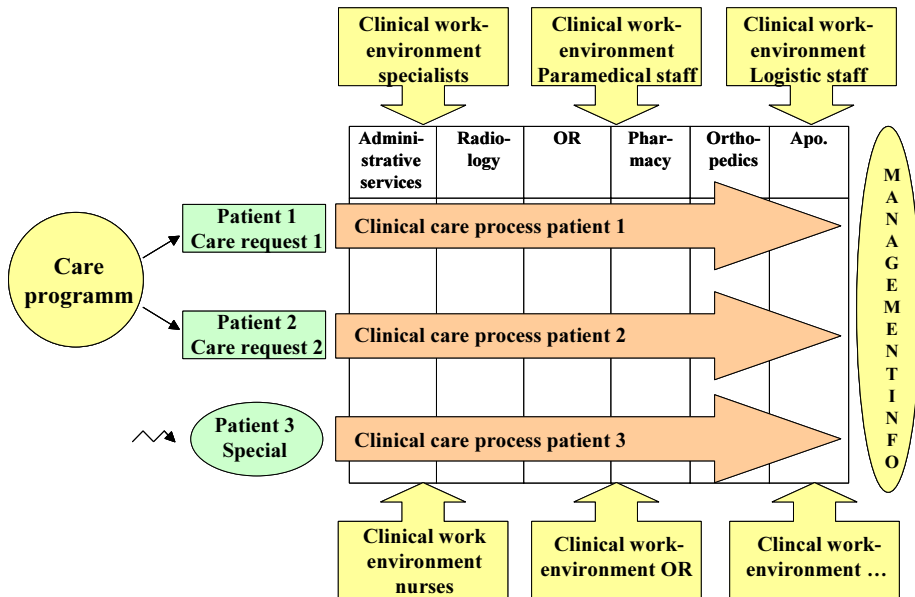 Clinical work-
environment
specialists
Clinical work-
environment
Paramedical staff
Clinical work-
environment
Logistic staff
Admini-
strative
services
Radio-
logy
OR
Phar-
macy
Ortho-
pedics
Apo.
Care
programm
Patient 1
Care request 1
Clinical care process patient 1
Patient 2
Care request 2
Clinical care process patient 2
Patient 3
Special
Clinical care process patient 3
M
A
N
A
G
E
M
E
N
T
I
N
F
O
Clinical work
environment
nurses
Clinical work-
environment OR
Clincal work-
environment …